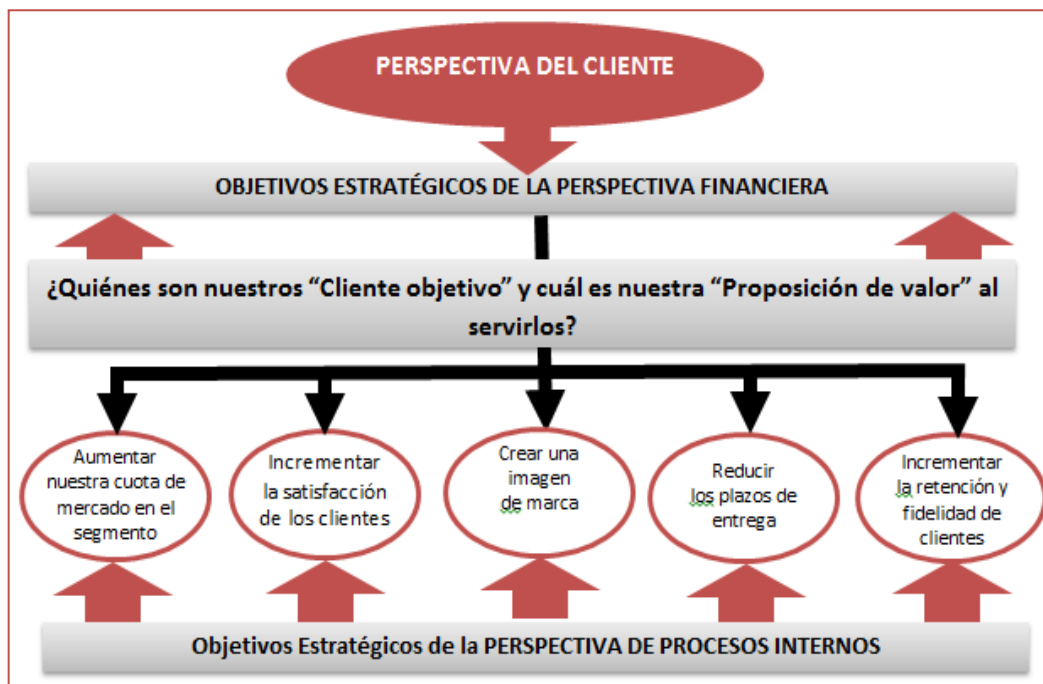 PERSPECTIVA DEL CLIENTE
OBJETIVOS ESTRATÉGICOS DE LA PERSPECTIVA FINANCIERA
¿Quiénes son nuestros “Cliente objetivo” y cuál es nuestra “Proposición de valor” al
servirlos?
Aumentar
nuestra cuota de
mercado en el
segmento
Incrementar
la satisfacción
de los clientes
Crear una
imagen
de marca
Reducir
los plazos de
entrega
Incrementar
la retención y
fidelidad de
clientes
Objetivos Estratégicos de la PERSPECTIVA DE PROCESOS INTERNOS